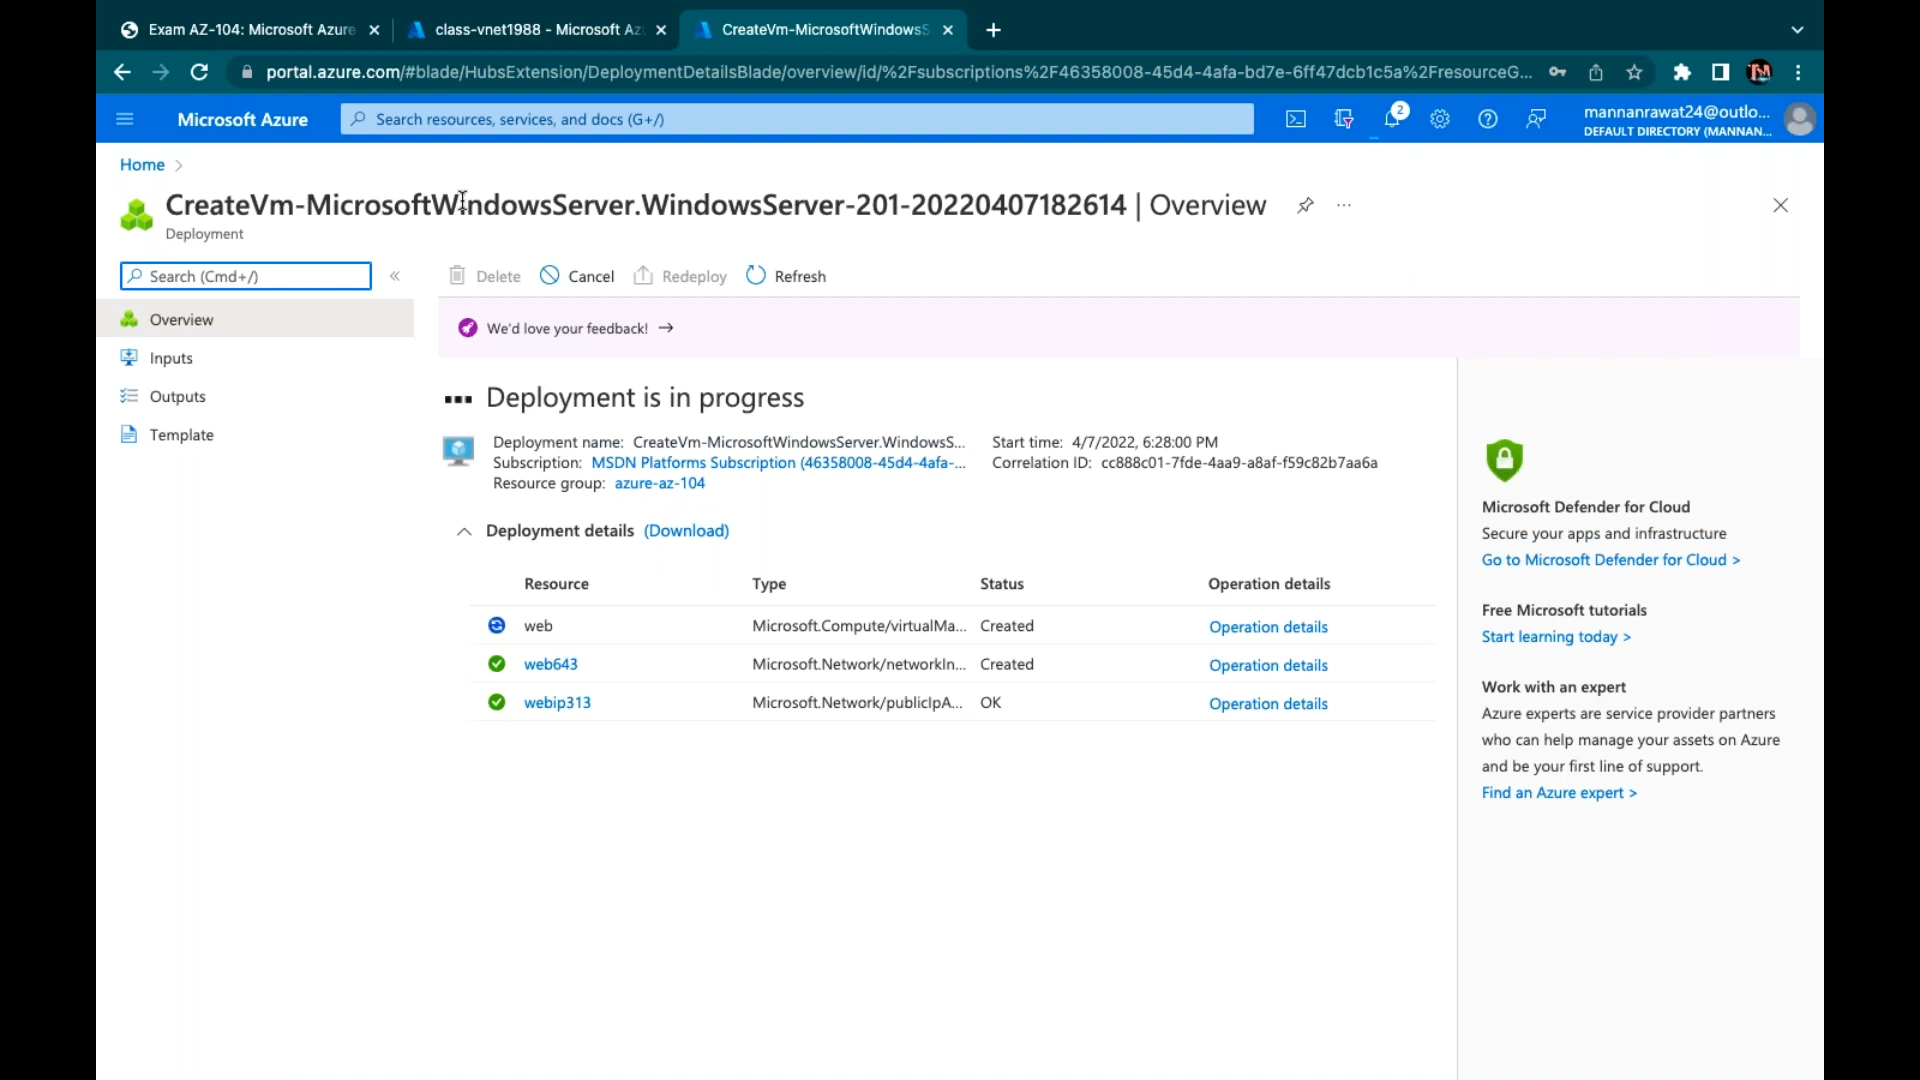 Exam AZ-104: Microsoft Azure
class-vnet1988 - Microsoft Az
CreateVm-MicrosoftWindowsS
portal.azure.com/#blade/HubsExtension/DeploymentDetailsBlade/overview/id/%2Fsubscriptions%2F46358008-45d4-4afa-bd7e-6ff47dcb1c5a%2FresourceG...
Microsoft Azure
Search resources, services, and docs (G+/)
2
mannanrawat24@outlo...
DEFAULT DIRECTORY (MANNAN...
Home
CreateVm-MicrosoftWindowsServer.WindowsServer-201-20220407182614 | Overview
Deployment
Search (Cmd+/)
Delete
Cancel
Redeploy
Refresh
Overview
Inputs
Outputs
Template
We'd love your feedback! →
Deployment is in progress
Deployment name: CreateVm-MicrosoftWindowsServer.WindowsS...
Subscription: MSDN Platforms Subscription (46358008-45d4-4afa-...
Resource group: azure-az-104
Start time: 4/7/2022, 6:28:00 PM
Correlation ID: cc888c01-7fde-4aa9-a8af-f59c82b7aa6a
Deployment details (Download)
Resource Type Status Operation details
web Microsoft.Compute/virtualMa... Created Operation details
web643 Microsoft.Network/networkIn... Created Operation details
webip313 Microsoft.Network/publicIpA... OK Operation details
Microsoft Defender for Cloud
Secure your apps and infrastructure
Go to Microsoft Defender for Cloud >
Free Microsoft tutorials
Start learning today >
Work with an expert
Azure experts are service provider partners
who can help manage your assets on Azure
and be your first line of support.
Find an Azure expert >